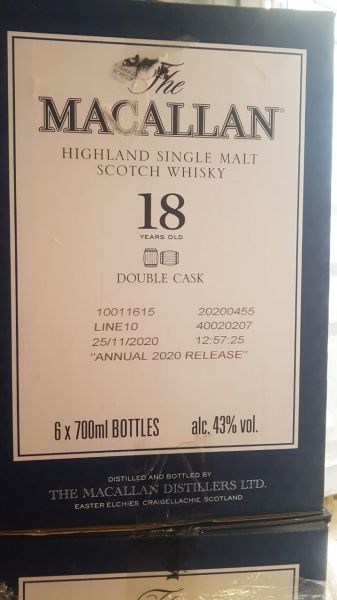 The
MACALLAN
HIGHLAND SINGLE MALT
SCOTCH WHISKY
18
YEARS OLD
DOUBLE CASK
10011615 20200455
LINE10 40020207
25/11/2020 12:57:25
"ANNUAL 2020 RELEASE"
6 x 700ml BOTTLES alc. 43% vol.
DISTILLED AND BOTTLED BY
THE MACALLAN DISTILLERS LTD.
EASTER ELCHIES CRAIGELLACHIE SCOTLAND
The